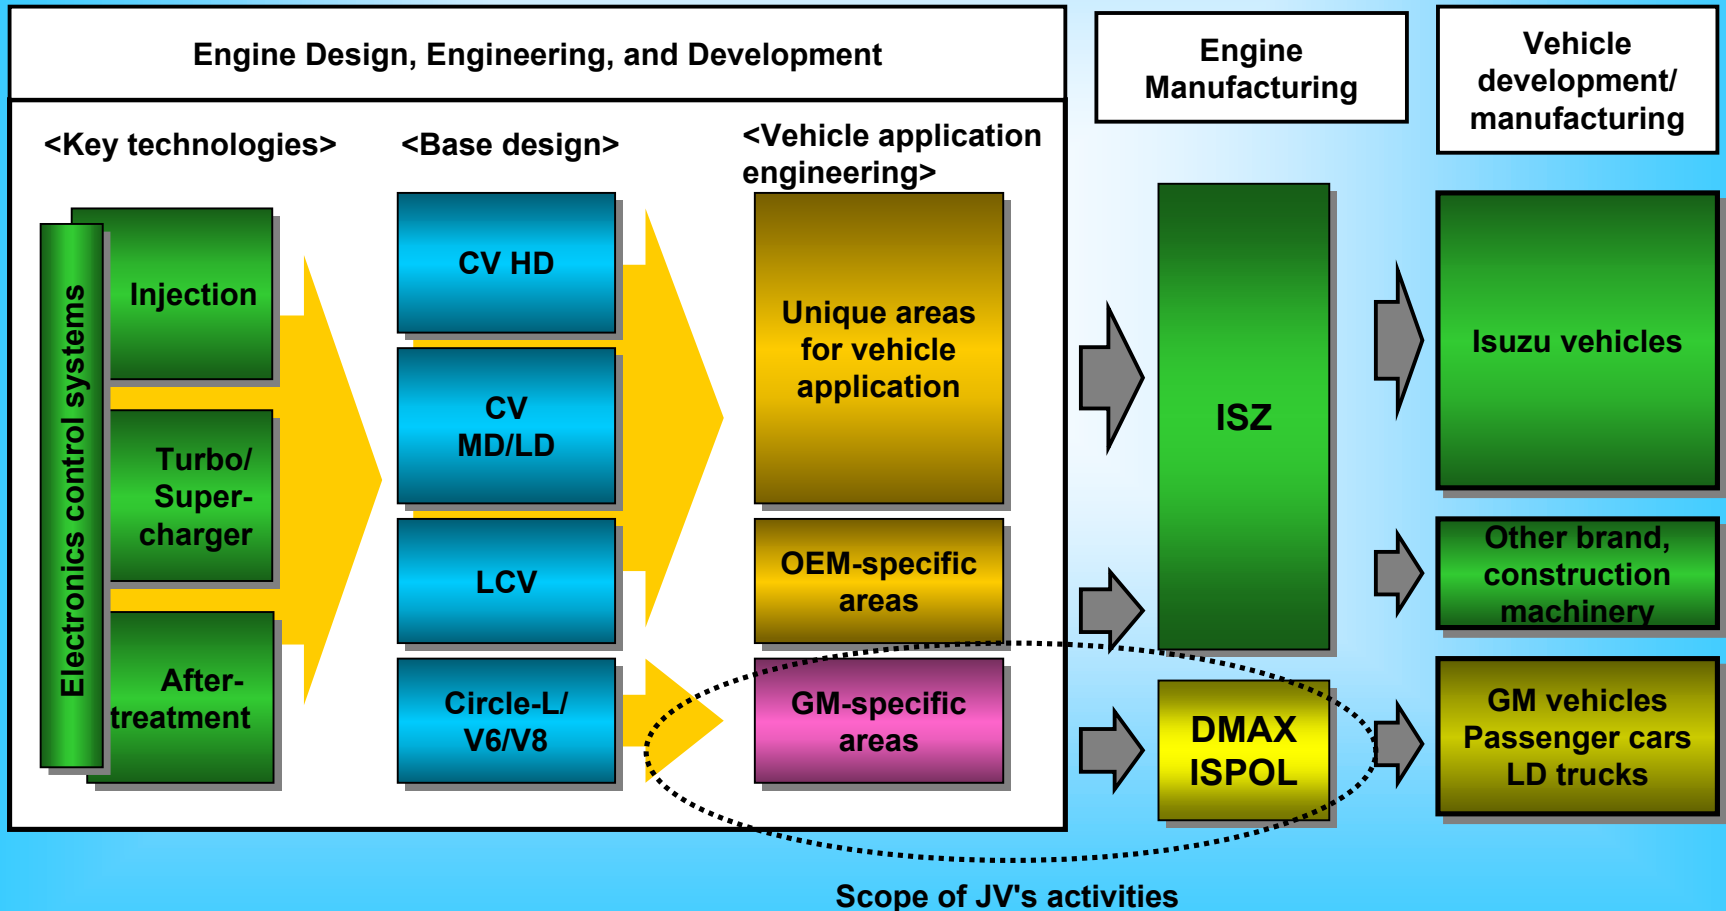 Engine Design, Engineering, and Development
Engine
Manufacturing
Vehicle
development/
manufacturing
<Key technologies>
<Base design>
<Vehicle application
engineering>
Electronics control systems
Injection
Turbo/
Super-
charger
After-
treatment
CV HD
CV
MD/LD
LCV
Circle-L/
V6/V8
Unique areas
for vehicle
application
OEM-specific
areas
GM-specific
areas
ISZ
DMAX
ISPOL
Isuzu vehicles
Other brand,
construction
machinery
GM vehicles
Passenger cars
LD trucks
Scope of JV's activities